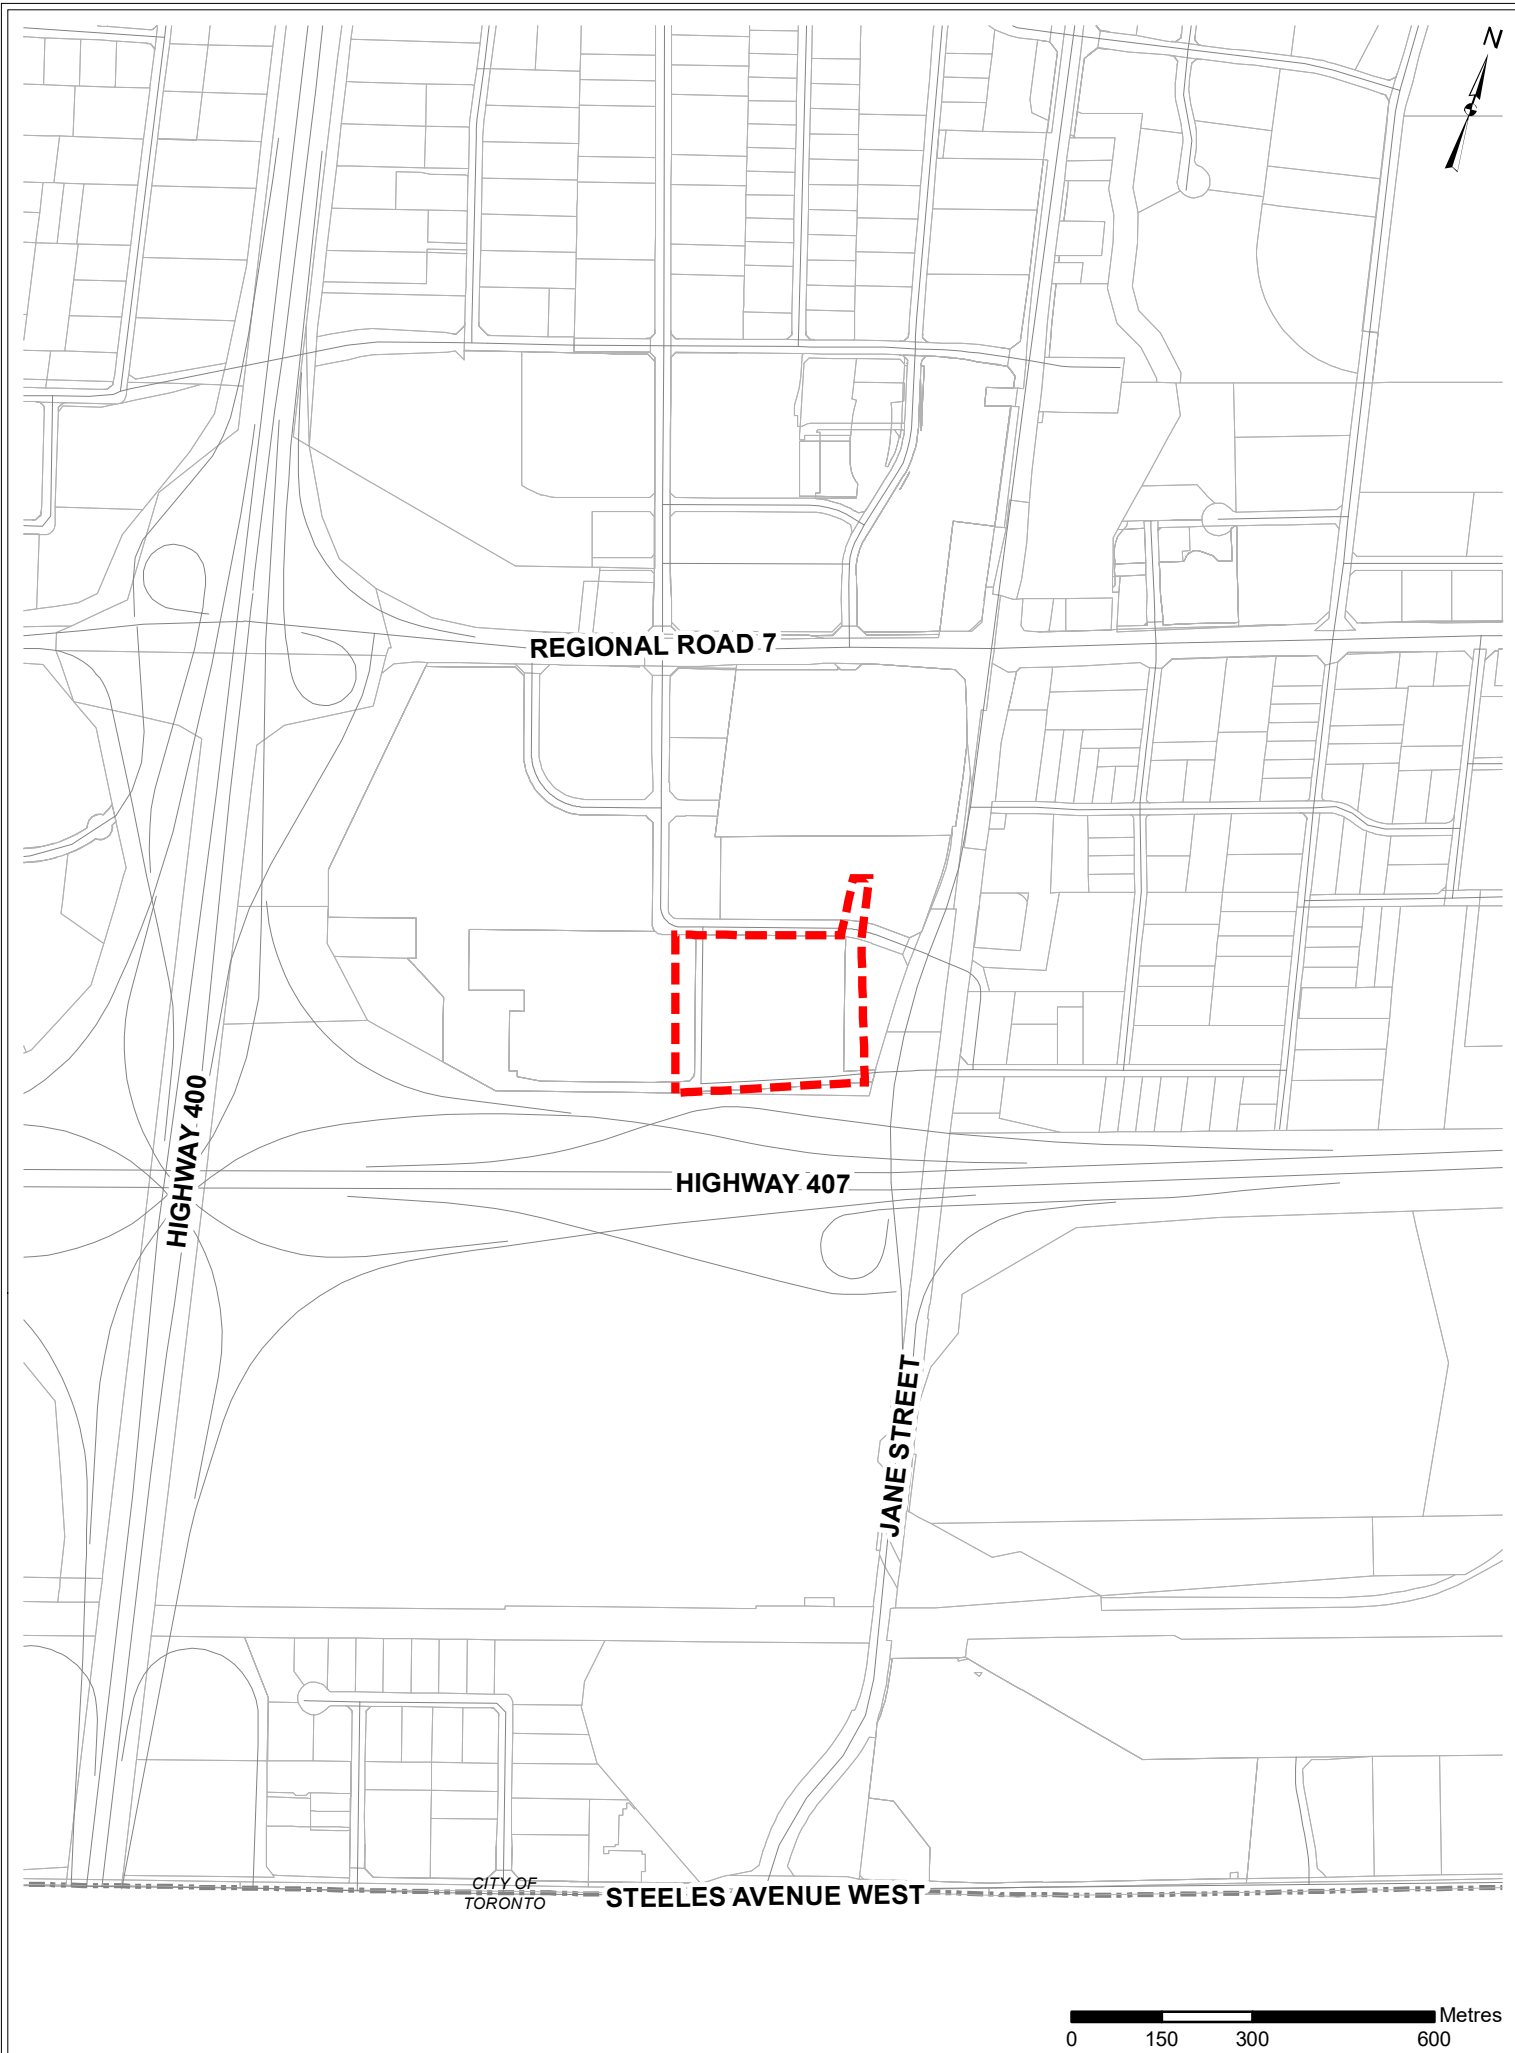 N
REGIONAL ROAD 7
HIGHWAY 400
HIGHWAY 407
JANE STREET
CITY OF
TORONTO
STEELES AVENUE WEST
Metres
0 150 300 600